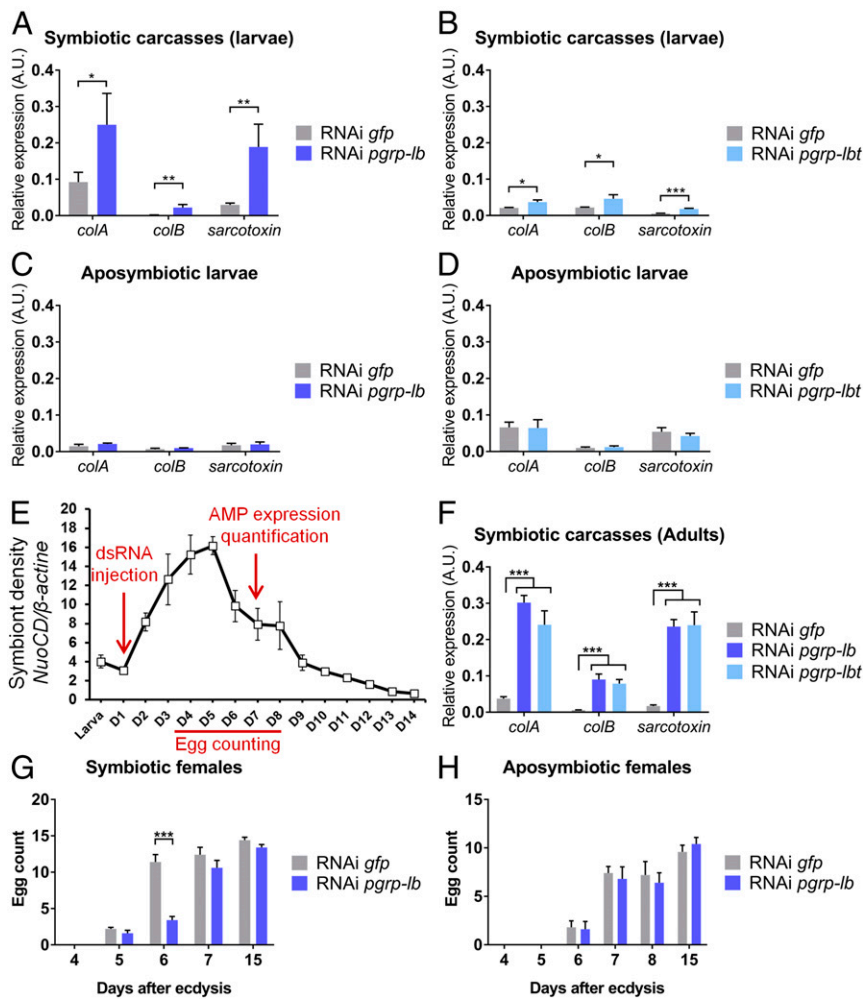 A
Symbiotic carcasses (larvae)
Relative expression (A.U.)
0.4
0.3
0.2
0.1
0.0
*
**
**
colA
colB
sarcotoxin
RNAi gfp
RNAi pgrp-lb
B
Symbiotic carcasses (larvae)
Relative expression (A.U.)
0.4
0.3
0.2
0.1
0.0
*
*
***
colA
colB
sarcotoxin
RNAi gfp
RNAi pgrp-lbt
C
Aposymbiotic larvae
Relative expression (A.U.)
0.4
0.3
0.2
0.1
0.0
colA
colB
sarcotoxin
RNAi gfp
RNAi pgrp-lb
D
Aposymbiotic larvae
Relative expression (A.U.)
0.4
0.3
0.2
0.1
0.0
colA
colB
sarcotoxin
RNAi gfp
RNAi pgrp-lbt
E
Symbiont density
NuoCD/β-actine
20
18
16
14
12
10
8
6
4
2
0
dsRNA
injection
AMP expression
quantification
Larva
D1
D2
D3
D4
D5
D6
D7
D8
D9
D10
D11
D12
D13
D14
Egg counting
F
Symbiotic carcasses (Adults)
Relative expression (A.U.)
0.4
0.3
0.2
0.1
0.0
***
***
***
colA
colB
sarcotoxin
RNAi gfp
RNAi pgrp-lb
RNAi pgrp-lbt
G
Symbiotic females
Egg count
20
15
10
5
0
***
4
5
6
7
15
Days after ecdysis
RNAi gfp
RNAi pgrp-lb
H
Aposymbiotic females
Egg count
15
10
5
0
4
5
6
7
8
15
Days after ecdysis
RNAi gfp
RNAi pgrp-lb